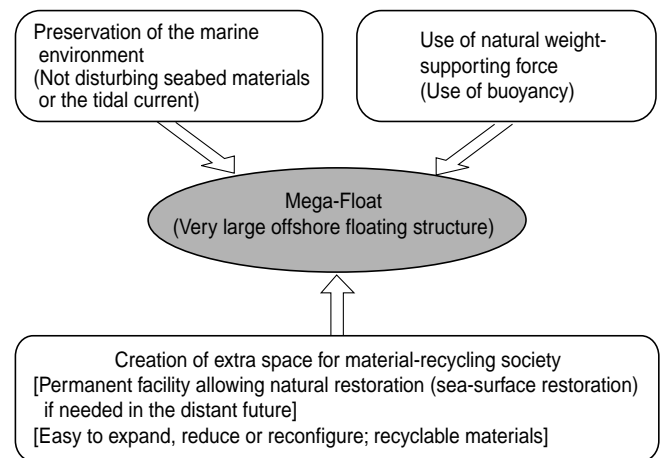 Preservation of the marine
environment
(Not disturbing seabed materials
or the tidal current)
Use of natural weight-
supporting force
(Use of buoyancy)
Mega-Float
(Very large offshore floating structure)
Creation of extra space for material-recycling society
[Permanent facility allowing natural restoration (sea-surface restoration)
if needed in the distant future]
[Easy to expand, reduce or reconfigure; recyclable materials]